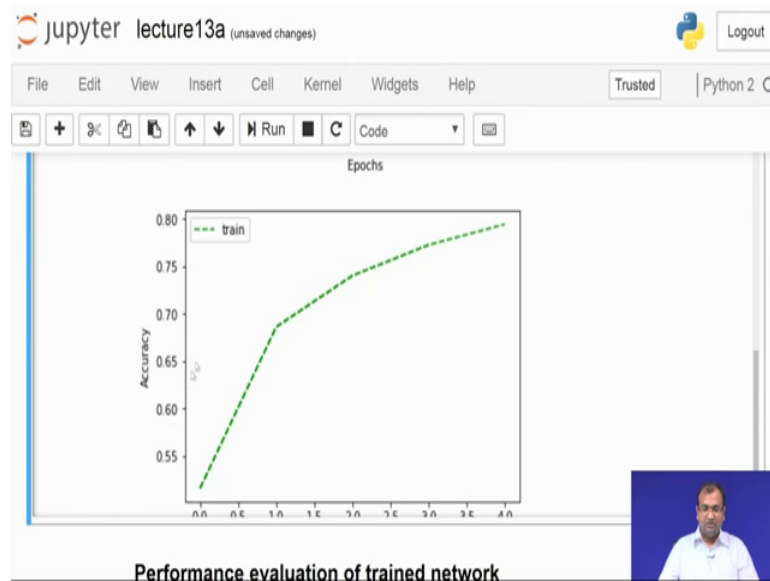 jupyter lecture13a (unsaved changes)
Logout
File Edit View Insert Cell Kernel Widgets Help
Trusted Python 2
Run Code
Epochs
train
0.80
0.75
0.70
0.65
0.60
0.55
Accuracy
0.0 0.5 1.0 1.5 2.0 2.5 3.0 3.5 4.0
Performance evaluation of trained network